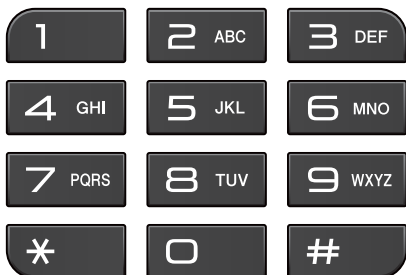 1 2 ABC 3 DEF
4 GHI 5 JKL 6 MNO
7 PQRS 8 TUV 9 WXYZ
* 0 #